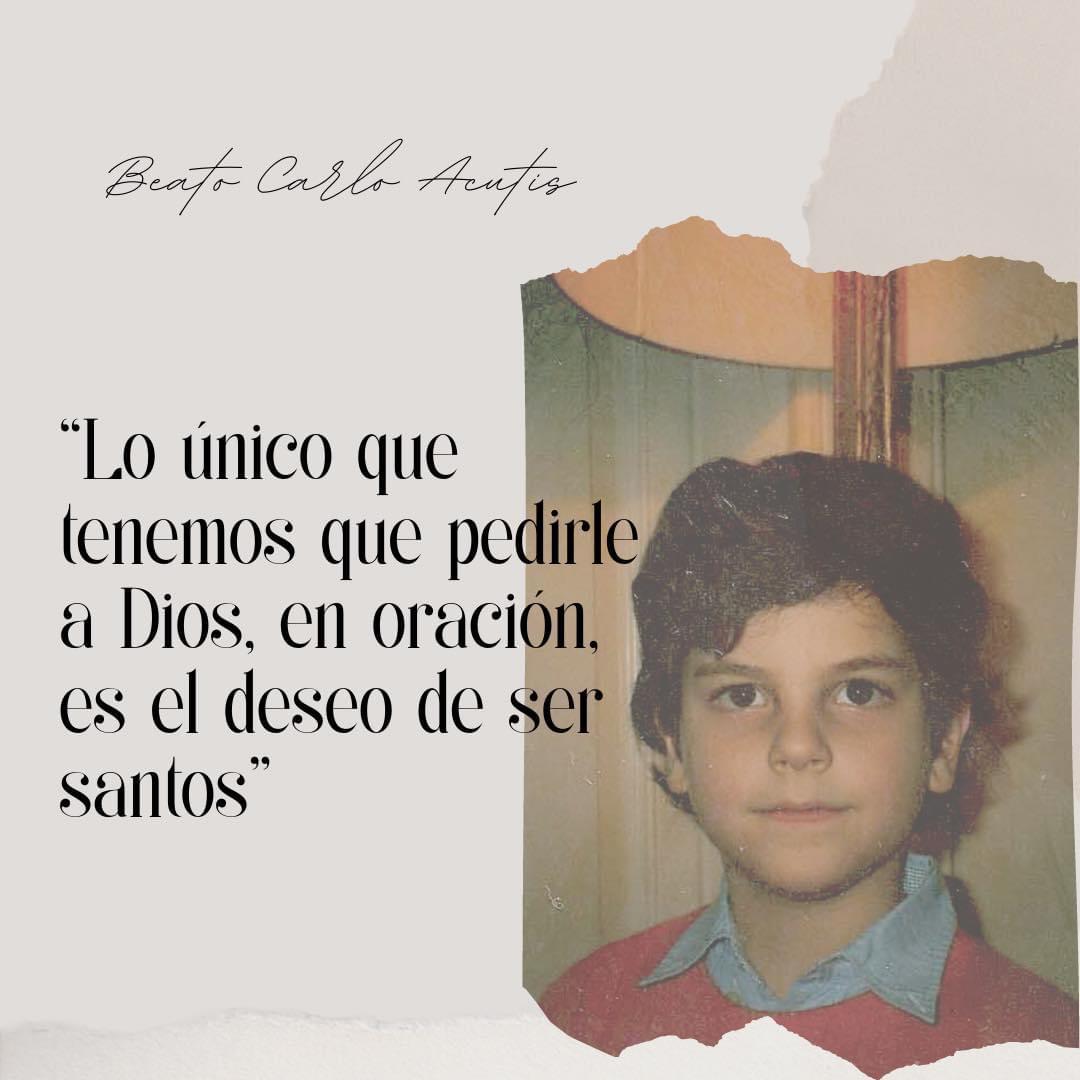 Beato Carlo Acutis
“Lo único que
tenemos que pedirle
a Dios, en oración,
es el deseo de ser
santos”